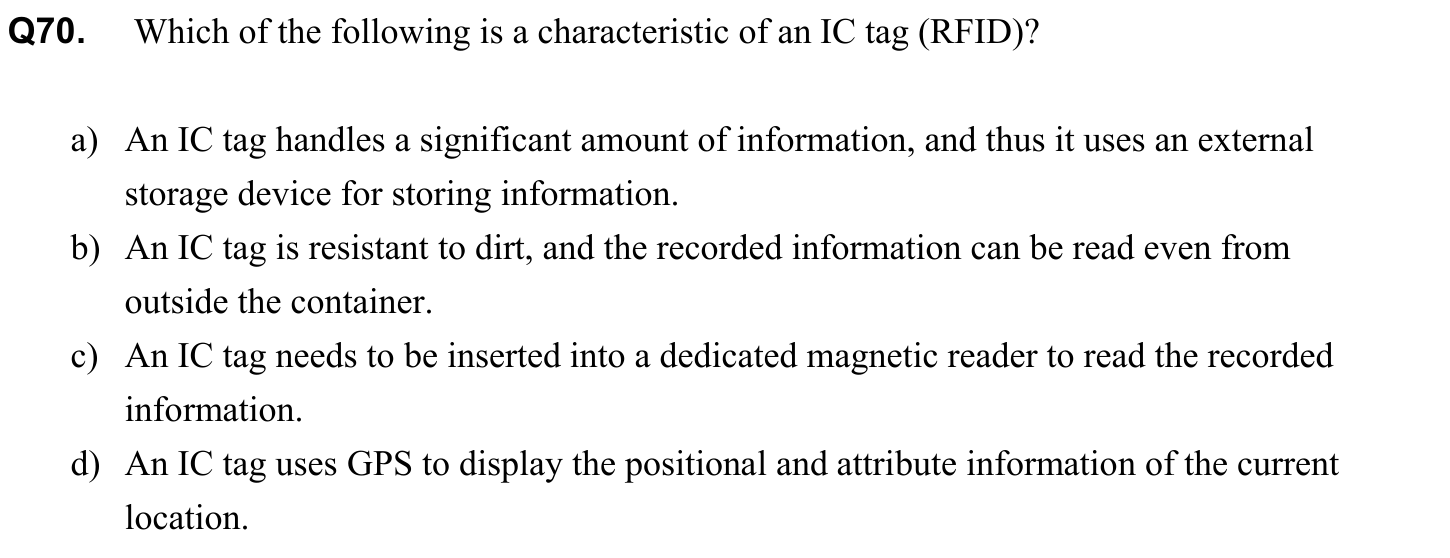 Q70. Which of the following is a characteristic of an IC tag (RFID)?
a) An IC tag handles a significant amount of information, and thus it uses an external
storage device for storing information.
b) An IC tag is resistant to dirt, and the recorded information can be read even from
outside the container.
c) An IC tag needs to be inserted into a dedicated magnetic reader to read the recorded
information.
d) An IC tag uses GPS to display the positional and attribute information of the current
location.